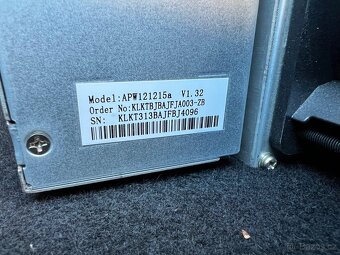 Model:APW121215a V1.32
Order No:KLKTBJBAJFJA003-ZB
SN: KLKT313BAJFBJ4096